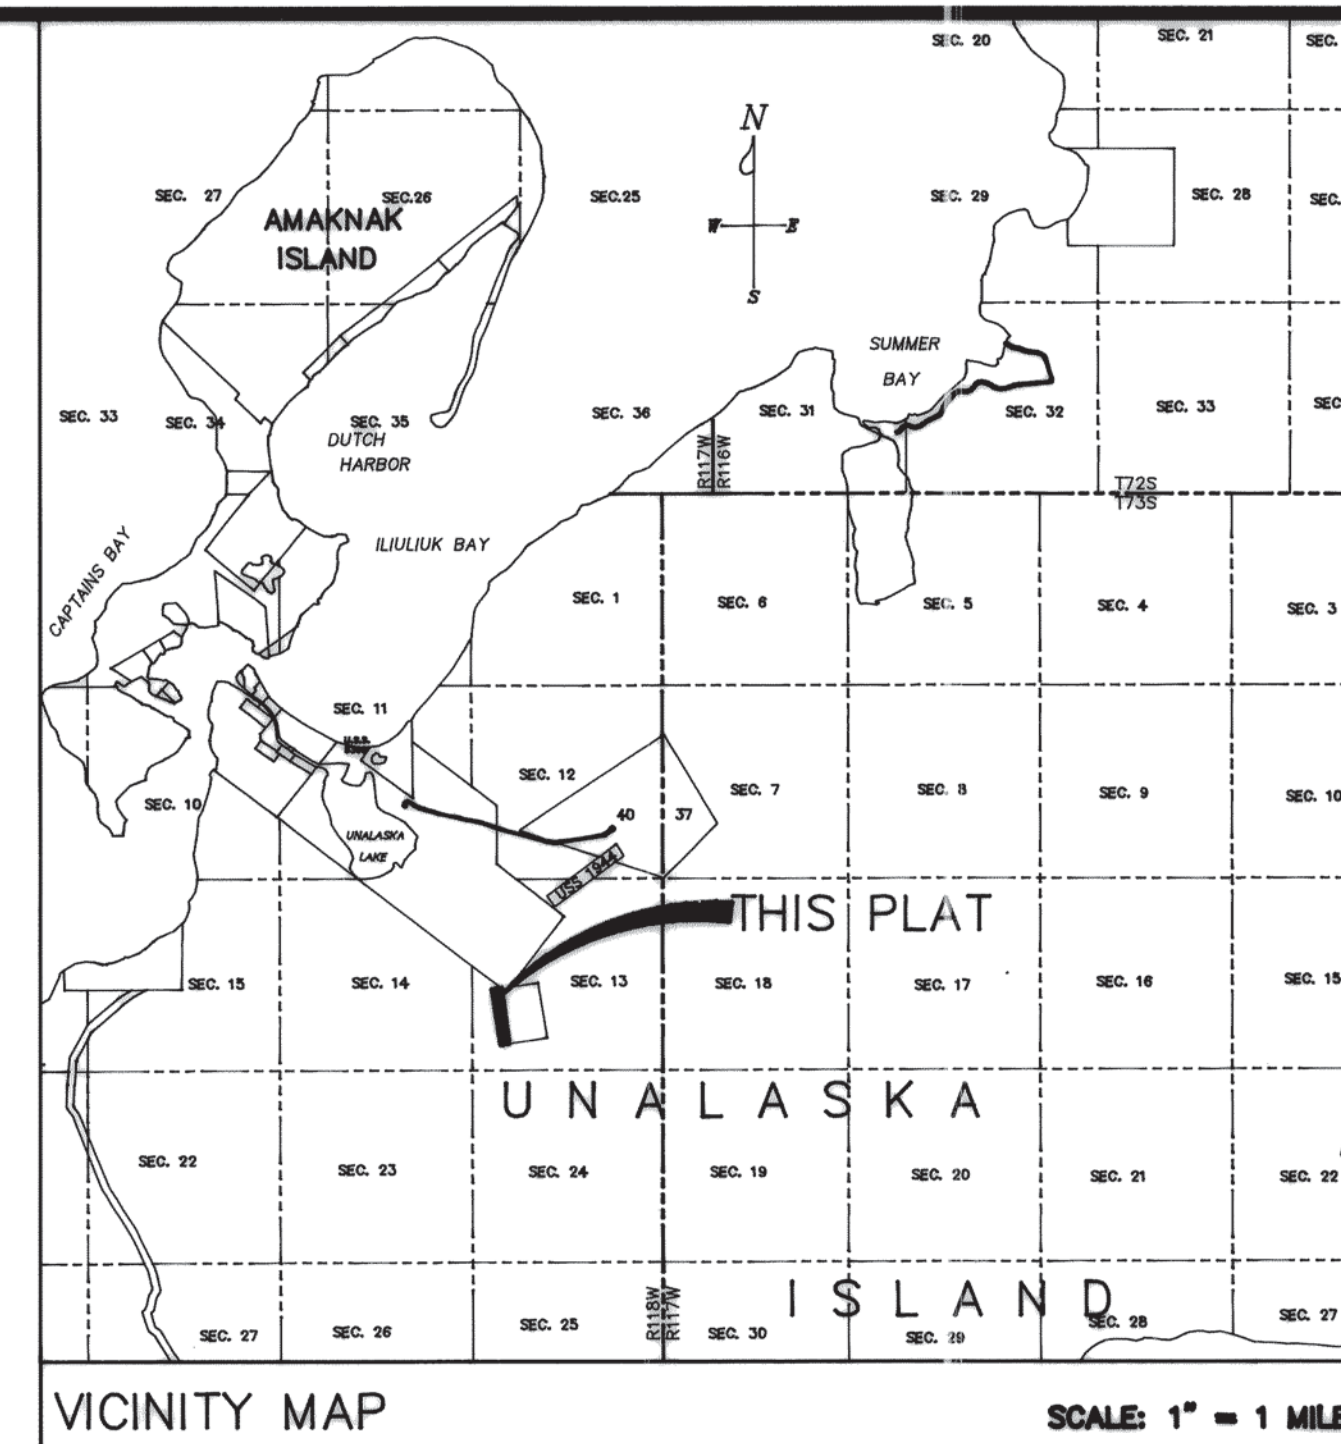 SEC. 20
SEC. 21
SEC.
N
SEC. 27
SEC.26
SEC.25
SEC. 29
SEC. 28
SEC.
AMAKNAK
ISLAND
W
E
S
SUMMER
BAY
SEC. 33
SEC. 34
SEC. 35
SEC. 36
SEC. 31
SEC. 32
SEC. 33
SEC
DUTCH
HARBOR
R117W
R116W
T72S
T73S
CAPTAINS BAY
ILIULIUK BAY
SEC. 1
SEC. 6
SEC. 5
SEC. 4
SEC. 3
SEC. 11
U.S.S.
SEC. 12
SEC. 7
SEC. 8
SEC. 9
SEC. 10
SEC. 10
40
37
UNALASKA
LAKE
USS 1944
THIS PLAT
SEC. 15
SEC. 14
SEC. 13
SEC. 18
SEC. 17
SEC. 16
SEC. 15
UNALASKA
SEC. 22
SEC. 23
SEC. 24
SEC. 19
SEC. 20
SEC. 21
SEC. 22
ISLAND
R118W
R117W
SEC. 27
SEC. 26
SEC. 25
SEC. 30
SEC. 29
SEC. 28
SEC. 27
VICINITY MAP
SCALE: 1" = 1 MILE